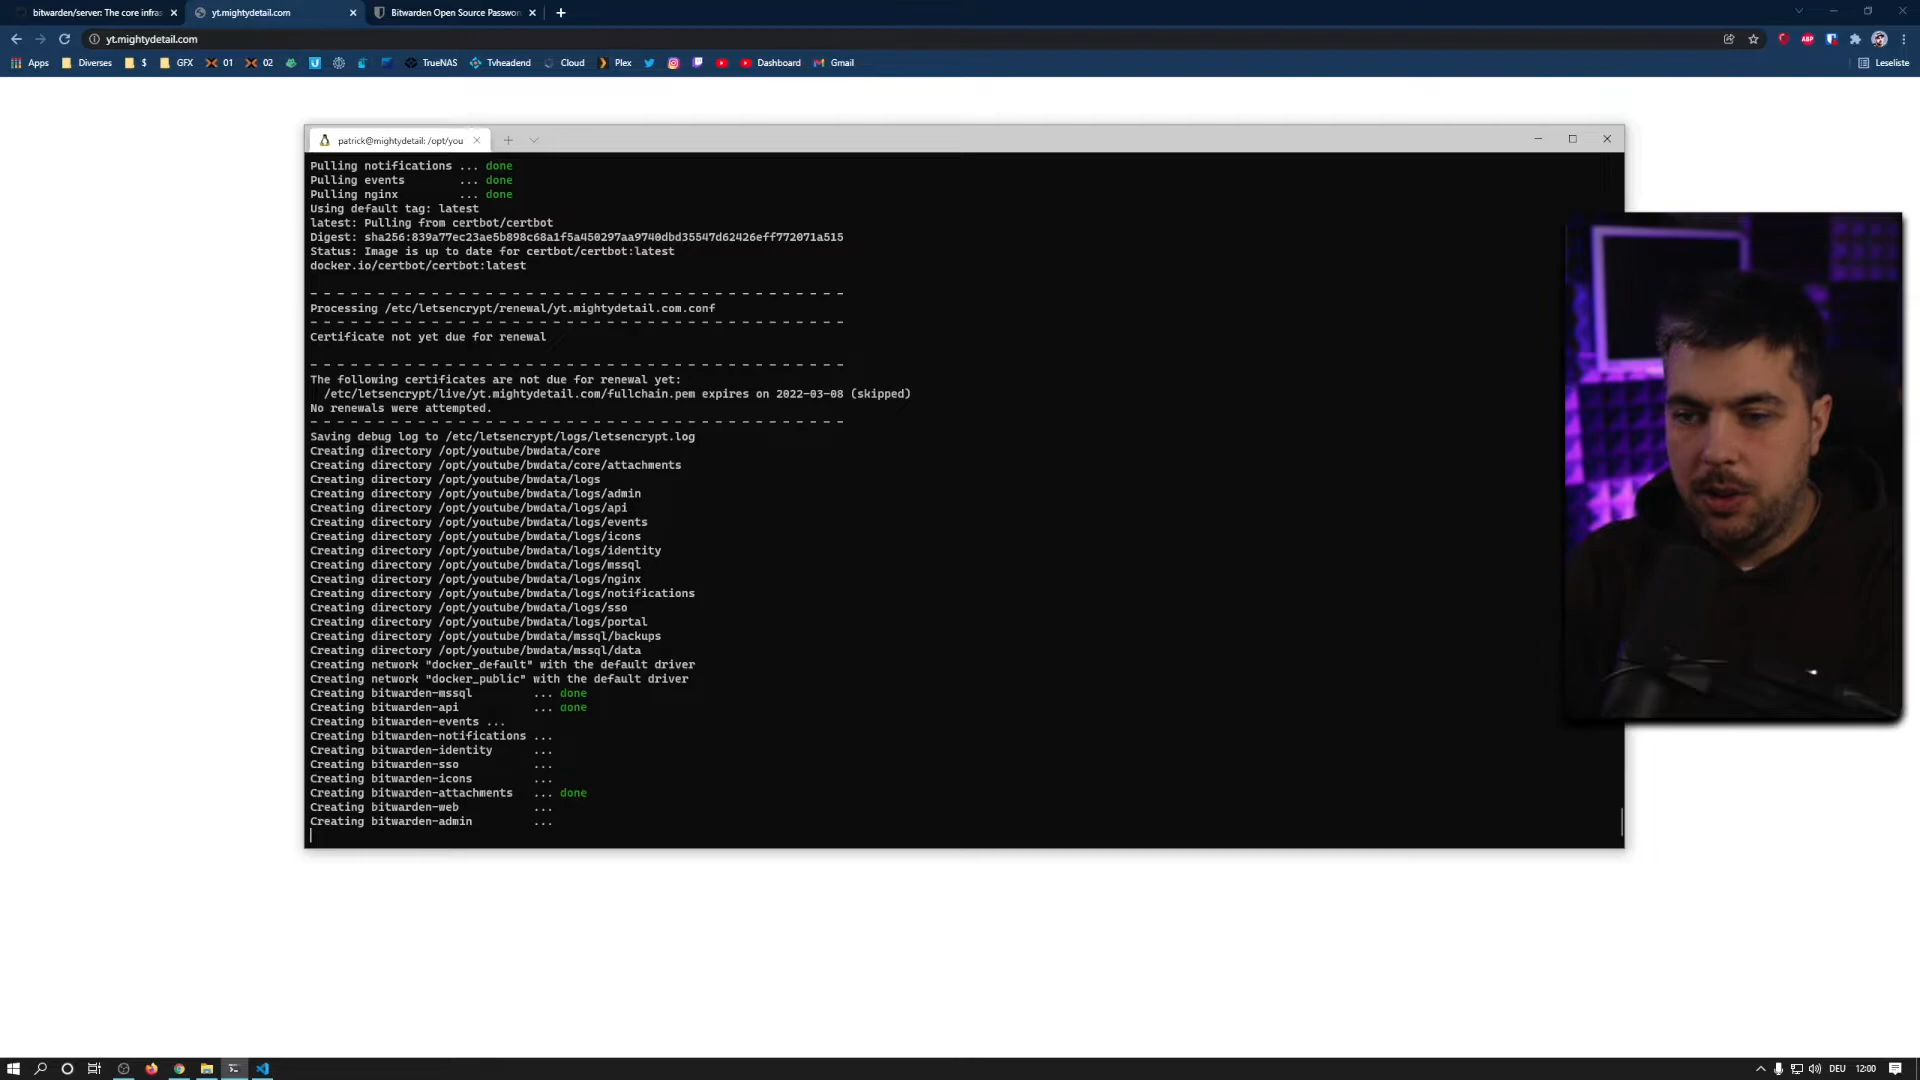 bitwarden/server: The core infras
yt.mightydetail.com
Bitwarden Open Source Passwor
yt.mightydetail.com
Apps
Diverses
$
GFX
01
02
TrueNAS
Tvheadend
Cloud
Plex
Dashboard
Gmail
Leseliste
patrick@mightydetail: /opt/you
Pulling notifications ... done
Pulling events ... done
Pulling nginx ... done
Using default tag: latest
latest: Pulling from certbot/certbot
Digest: sha256:839a77ec23ae5b898c68a1f5a450297aa9740dbd35547d62426eff772071a515
Status: Image is up to date for certbot/certbot:latest
docker.io/certbot/certbot:latest
- - - - - - - - - - - - - - - - - - - - - - - - - - - - - - - - - - - - - - - -
Processing /etc/letsencrypt/renewal/yt.mightydetail.com.conf
- - - - - - - - - - - - - - - - - - - - - - - - - - - - - - - - - - - - - - - -
Certificate not yet due for renewal
- - - - - - - - - - - - - - - - - - - - - - - - - - - - - - - - - - - - - - - -
The following certificates are not due for renewal yet:
/etc/letsencrypt/live/yt.mightydetail.com/fullchain.pem expires on 2022-03-08 (skipped)
No renewals were attempted.
- - - - - - - - - - - - - - - - - - - - - - - - - - - - - - - - - - - - - - - -
Saving debug log to /etc/letsencrypt/logs/letsencrypt.log
Creating directory /opt/youtube/bwdata/core
Creating directory /opt/youtube/bwdata/core/attachments
Creating directory /opt/youtube/bwdata/logs
Creating directory /opt/youtube/bwdata/logs/admin
Creating directory /opt/youtube/bwdata/logs/api
Creating directory /opt/youtube/bwdata/logs/events
Creating directory /opt/youtube/bwdata/logs/icons
Creating directory /opt/youtube/bwdata/logs/identity
Creating directory /opt/youtube/bwdata/logs/mssql
Creating directory /opt/youtube/bwdata/logs/nginx
Creating directory /opt/youtube/bwdata/logs/notifications
Creating directory /opt/youtube/bwdata/logs/sso
Creating directory /opt/youtube/bwdata/logs/portal
Creating directory /opt/youtube/bwdata/mssql/backups
Creating directory /opt/youtube/bwdata/mssql/data
Creating network "docker_default" with the default driver
Creating network "docker_public" with the default driver
Creating bitwarden-mssql ... done
Creating bitwarden-api ... done
Creating bitwarden-events ...
Creating bitwarden-notifications ...
Creating bitwarden-identity ...
Creating bitwarden-sso ...
Creating bitwarden-icons ...
Creating bitwarden-attachments ... done
Creating bitwarden-web ...
Creating bitwarden-admin ...
DEU
12:00